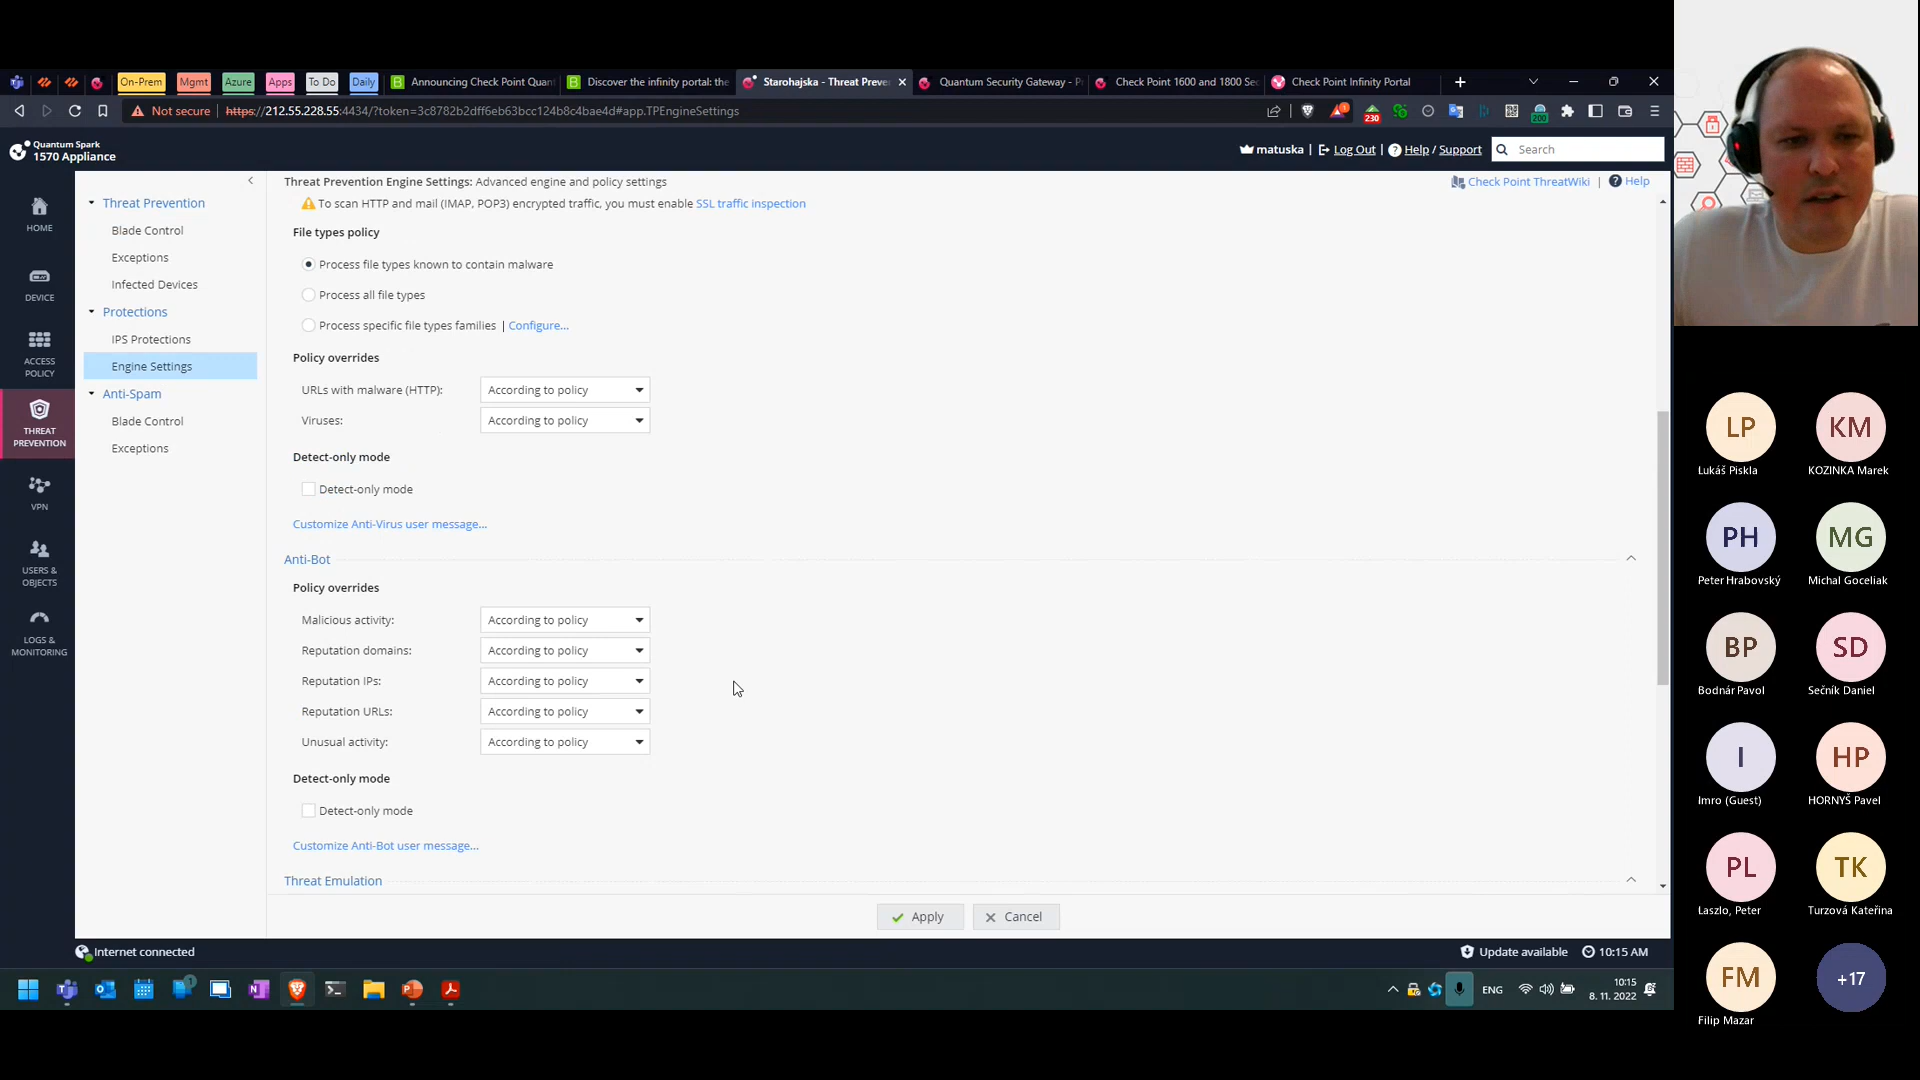 On-Prem
Mgmt
Azure
Apps
To Do
Daily
Announcing Check Point Quan
Discover the infinity portal: the
Starohajska - Threat Preve
Quantum Security Gateway - P
Check Point 1600 and 1800 Sec
Check Point Infinity Portal
Not secure
https://212.55.228.55:4434/?token=3c8782b2dff6eb63bcc124b8c4bae4d#app.TPEngineSettings
230
200
Quantum Spark
1570 Appliance
matuska | Log Out | Help / Support
Search
HOME
DEVICE
ACCESS
POLICY
THREAT
PREVENTION
VPN
USERS &
OBJECTS
LOGS &
MONITORING
Threat Prevention
Blade Control
Exceptions
Infected Devices
Protections
IPS Protections
Engine Settings
Anti-Spam
Blade Control
Exceptions
Threat Prevention Engine Settings: Advanced engine and policy settings
Check Point ThreatWiki | Help
To scan HTTP and mail (IMAP, POP3) encrypted traffic, you must enable SSL traffic inspection
File types policy
Process file types known to contain malware
Process all file types
Process specific file types families | Configure...
Policy overrides
URLs with malware (HTTP): According to policy
Viruses: According to policy
Detect-only mode
Detect-only mode
Customize Anti-Virus user message...
Anti-Bot
Policy overrides
Malicious activity: According to policy
Reputation domains: According to policy
Reputation IPs: According to policy
Reputation URLs: According to policy
Unusual activity: According to policy
Detect-only mode
Detect-only mode
Customize Anti-Bot user message...
Threat Emulation
Apply
Cancel
Internet connected
Update available
10:15 AM
1
ENG
10:15
8. 11. 2022
LP
Lukáš Piskla
KM
KOZINKA Marek
PH
Peter Hrabovský
MG
Michal Goceliak
BP
Bodnár Pavol
SD
Sečník Daniel
I
Imro (Guest)
HP
HORNYŠ Pavel
PL
Laszlo, Peter
TK
Turzová Kateřina
FM
Filip Mazar
+17